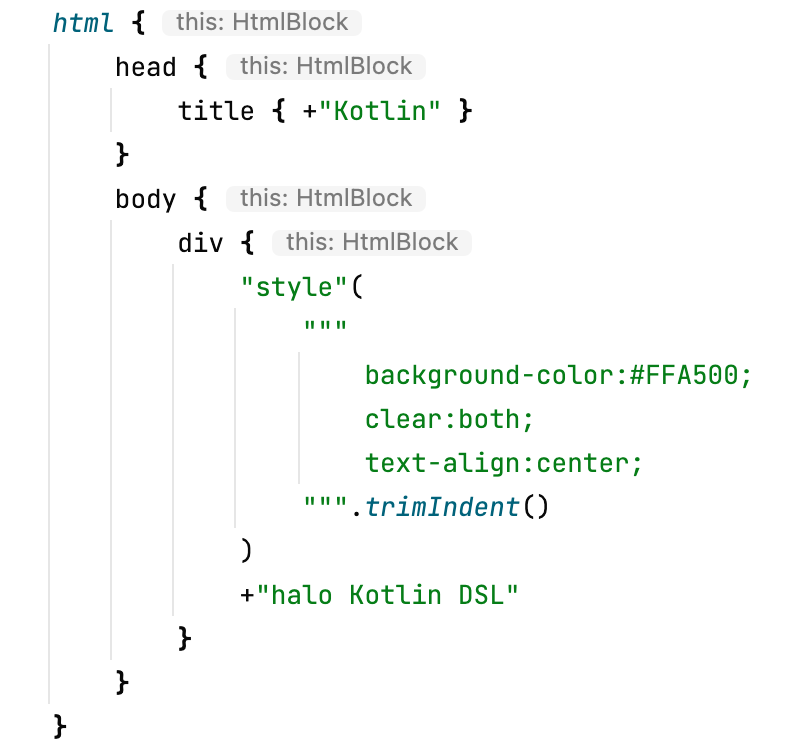 html { this: HtmlBlock
head { this: HtmlBlock
title { +"Kotlin" }
}
body { this: HtmlBlock
div { this: HtmlBlock
"style"(
"""
background-color:#FFA500;
clear:both;
text-align:center;
""".trimIndent()
)
+"halo Kotlin DSL"
}
}
}